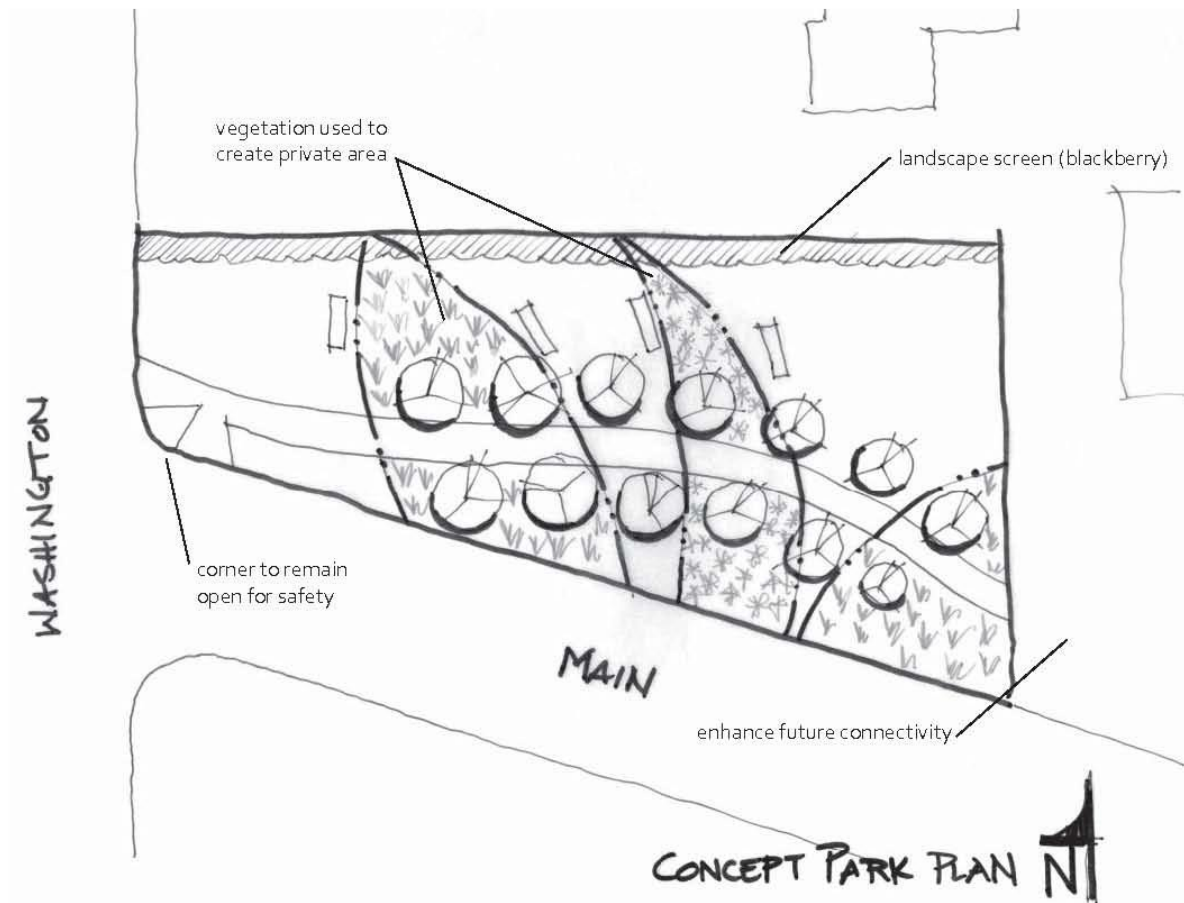 vegetation used to
create private area
landscape screen (blackberry)
WASHINGTON
corner to remain
open for safety
MAIN
enhance future connectivity
CONCEPT PARK PLAN
N